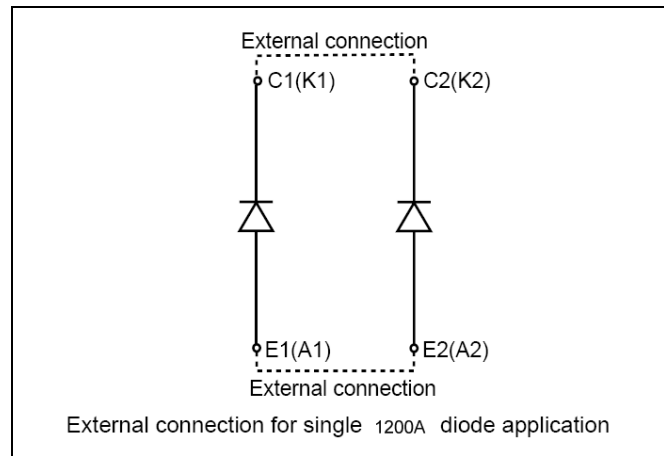 External connection
C1(K1) C2(K2)
E1(A1) E2(A2)
External connection
External connection for single 1200A diode application